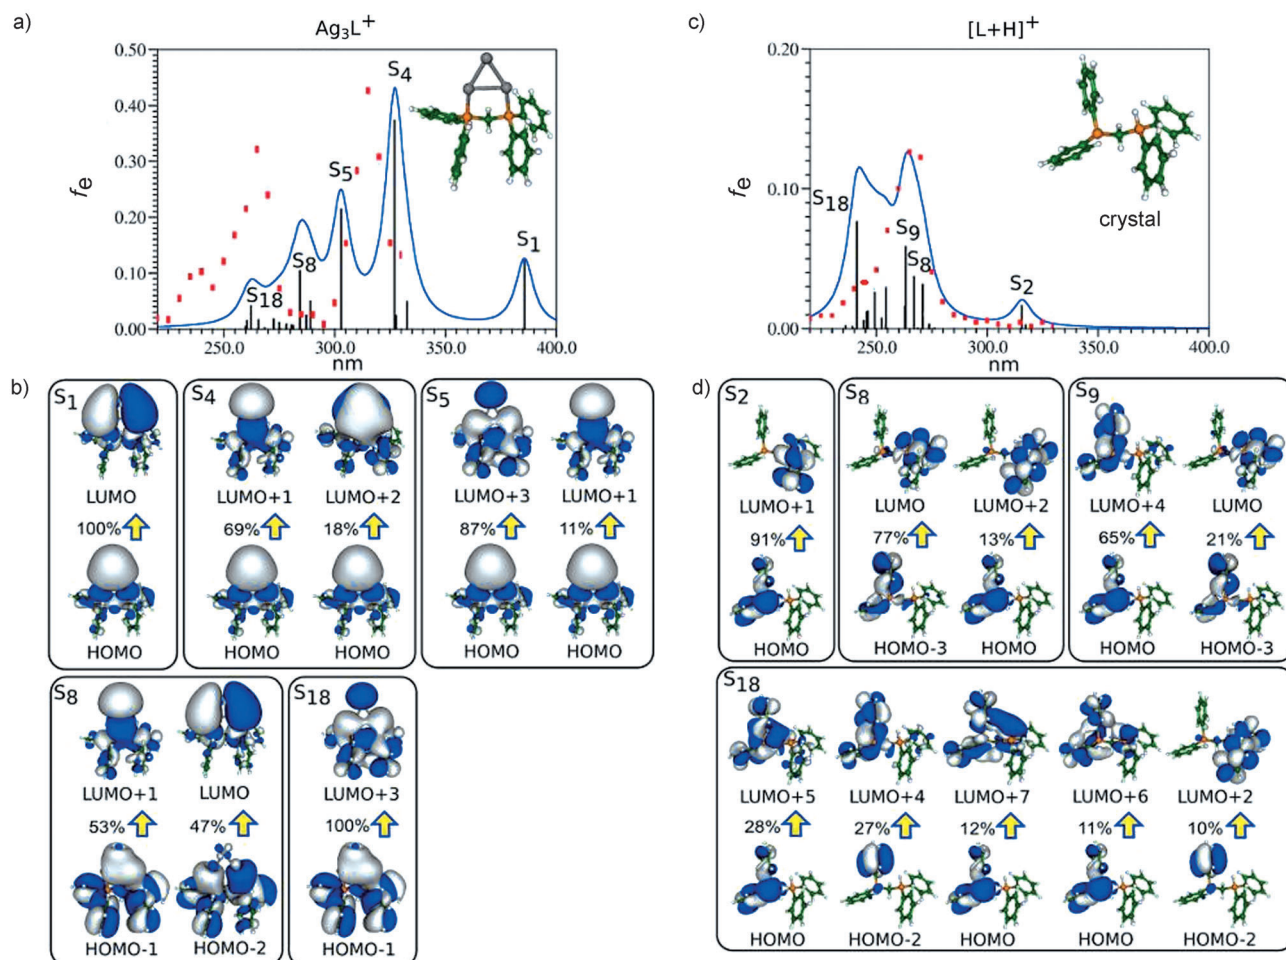 a) Ag3L+
0.50
0.40
0.30
0.20
0.10
0.00
fe
S4
S5
S8
S18
S1
250.0 300.0 350.0 400.0
nm
c) [L+H]+
0.20
0.10
0.00
fe
S18
S9
S8
S2
crystal
220.0 250.0 300.0 350.0 400.0
nm
b)
S1
LUMO
100%
HOMO
S4
LUMO+1 LUMO+2
69% 18%
HOMO HOMO
S5
LUMO+3 LUMO+1
87% 11%
HOMO HOMO
S8
LUMO+1 LUMO
53% 47%
HOMO-1 HOMO-2
S18
LUMO+3
100%
HOMO-1
d)
S2
LUMO+1
91%
HOMO
S8
LUMO LUMO+2
77% 13%
HOMO-3 HOMO
S9
LUMO+4 LUMO
65% 21%
HOMO HOMO-3
S18
LUMO+5 LUMO+4 LUMO+7 LUMO+6 LUMO+2
28% 27% 12% 11% 10%
HOMO HOMO-2 HOMO HOMO HOMO-2